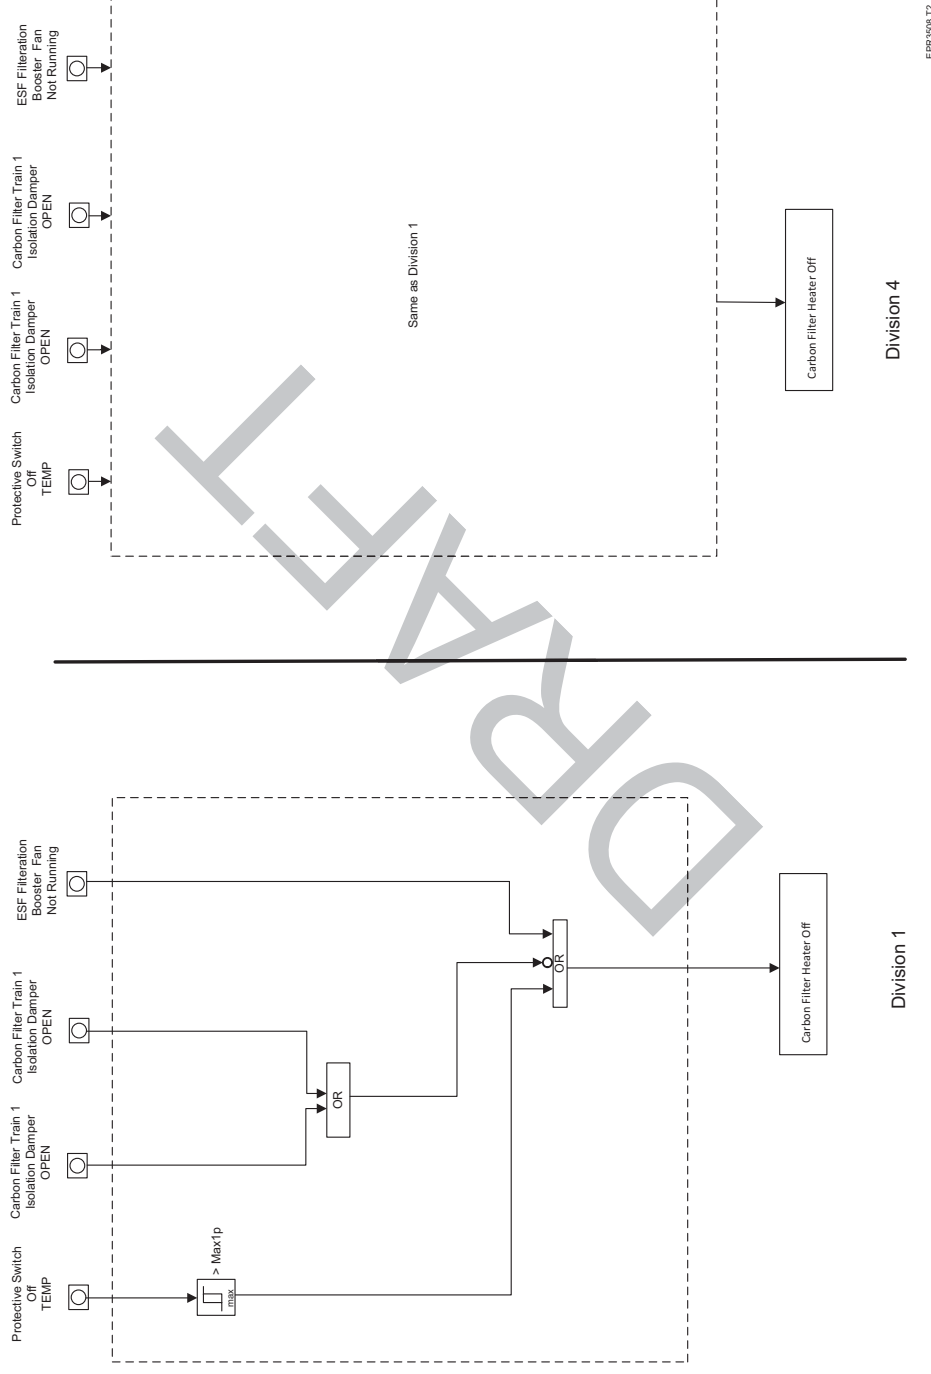 Protective Switch
Off
TEMP
Carbon Filter Train 1
Isolation Damper
OPEN
Carbon Filter Train 1
Isolation Damper
OPEN
ESF Filteration
Booster Fan
Not Running
> Max1p
max
OR
OR
Carbon Filter Heater Off
Division 1
Protective Switch
Off
TEMP
Carbon Filter Train 1
Isolation Damper
OPEN
Carbon Filter Train 1
Isolation Damper
OPEN
ESF Filteration
Booster Fan
Not Running
Same as Division 1
Carbon Filter Heater Off
Division 4
DRAFT
EPR3508 T2